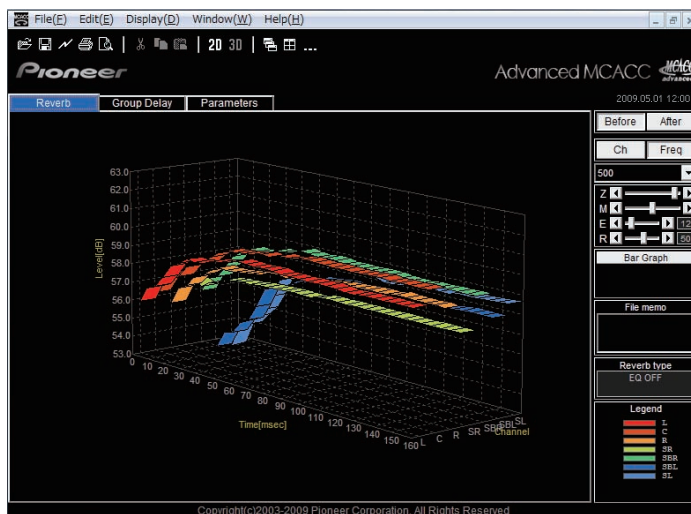 File(F) Edit(E) Display(D) Window(W) Help(H)
2D 3D ...
Pioneer
Advanced MCACC MCACC
advanced
Reverb Group Delay Parameters
2009.05.01 12:00
Before After
Ch Freq
500
Z
M
E 12
R 50
Bar Graph
File memo
Reverb type
EQ OFF
Legend
L
C
R
SR
SBR
SBL
SL
63.0
62.0
61.0
60.0
59.0
58.0
57.0
56.0
55.0
54.0
53.0
Level[dB]
0 10 20 30 40 50 60 70 80 90 100 110 120 130 140 150 160
Time[msec]
L C R SR SBR SBL SL
Channel
Copyright(c)2003-2009 Pioneer Corporation. All Rights Reserved